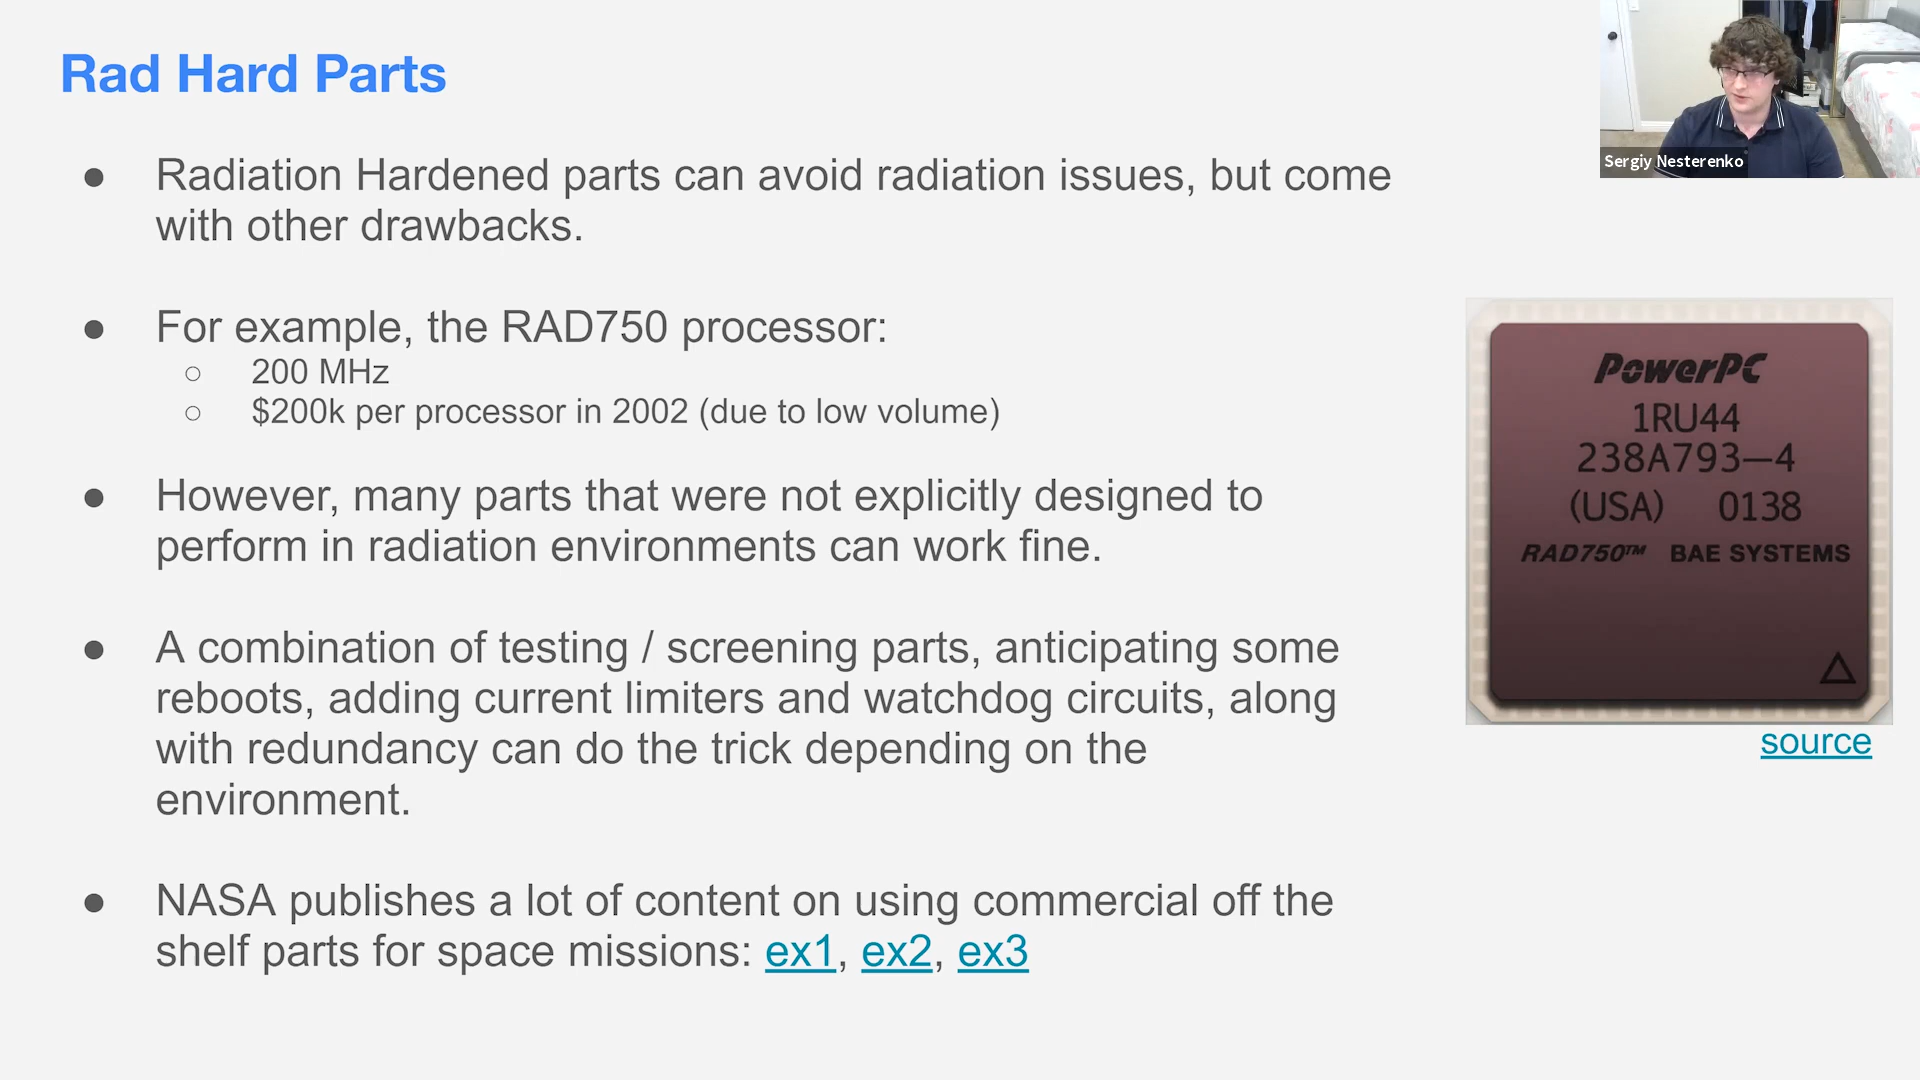 Rad Hard Parts
Sergiy Nesterenko
● Radiation Hardened parts can avoid radiation issues, but come
with other drawbacks.
● For example, the RAD750 processor:
○ 200 MHz
○ $200k per processor in 2002 (due to low volume)
● However, many parts that were not explicitly designed to
perform in radiation environments can work fine.
● A combination of testing / screening parts, anticipating some
reboots, adding current limiters and watchdog circuits, along
with redundancy can do the trick depending on the
environment.
● NASA publishes a lot of content on using commercial off the
shelf parts for space missions: ex1, ex2, ex3
PowerPC
1RU44
238A793—4
(USA) 0138
RAD750™ BAE SYSTEMS
source